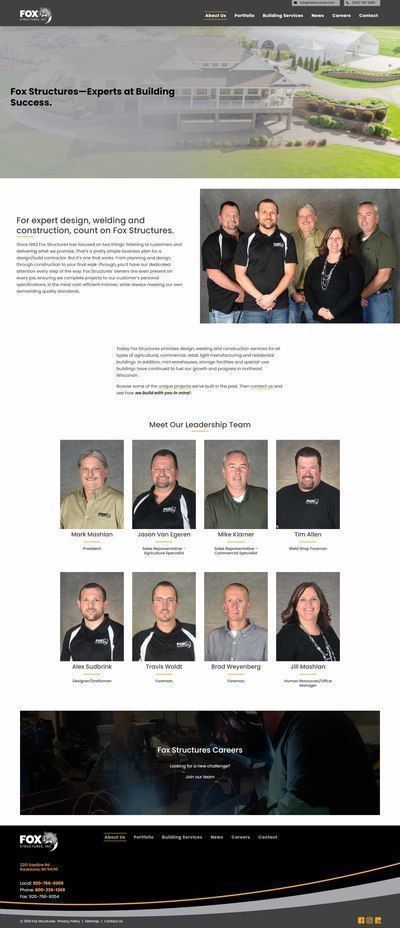 info@foxstructures.com (920) 766-9305
FOX
STRUCTURES, INC.
About Us Portfolio Building Services News Careers Contact
Fox Structures—Experts at Building
Success.
For expert design, welding and
construction, count on Fox Structures.
Since 1882 Fox Structures has focused on two things: listening to customers and
delivering what we promise. That's a pretty simple business plan for a
design/build contractor. But it's one that works. From planning and design,
through construction to your final walk-through, you'll have our dedicated
attention every step of the way. Fox Structures' owners are even present on
every job, ensuring we complete projects to our customer's personal
specifications, in the most cost-efficient manner, while always meeting our own
demanding quality standards.
Today Fox Structures provides design, welding and construction services for all
types of agricultural, commercial, retail, light manufacturing and residential
buildings. In addition, mini warehouses, storage facilities and special-use
buildings have continued to fuel our growth and progress in northeast
Wisconsin.
Browse some of the unique projects we've built in the past. Then contact us and
see how we build with you in mind!
Meet Our Leadership Team
Mark Mashlan
President
Jason Van Egeren
Sales Representative –
Agriculture Specialist
Mike Klarner
Sales Representative –
Commercial Specialist
Tim Allen
Weld Shop Foreman
Alex Sudbrink
Designer/Draftsman
Travis Woldt
Foreman
Brad Weyenberg
Foreman
Jill Mashlan
Human Resources/Office
Manager
Fox Structures Careers
Looking for a new challenge?
Join our team
FOX
STRUCTURES, INC.
About Us Portfolio Building Services News Careers Contact
2201 Eastline Rd
Kaukauna, WI 54130
Local: 920-766-9305
Phone: 800-236-1369
Fax: 920-766-9354
© 2019 Fox Structures Privacy Policy | Sitemap | Contact Us